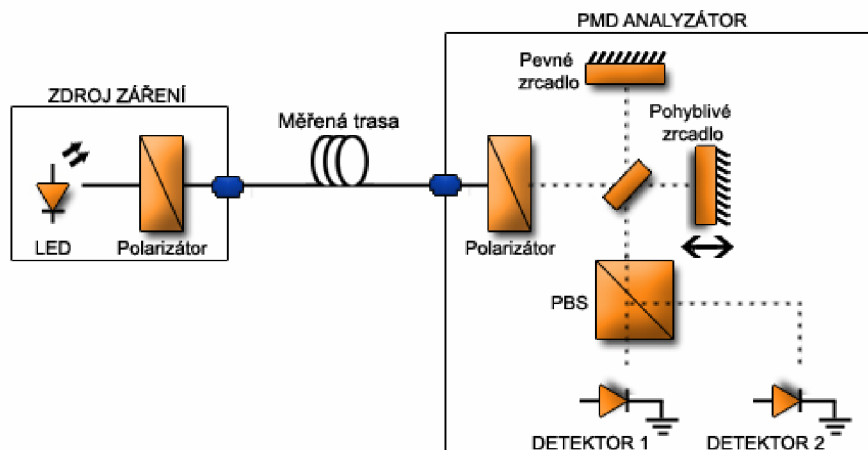 PMD ANALYZÁTOR
Pevné
zrcadlo
ZDROJ ZÁŘENÍ
Měřená trasa
Pohyblivé
zrcadlo
LED
Polarizátor
Polarizátor
PBS
DETEKTOR 1
DETEKTOR 2